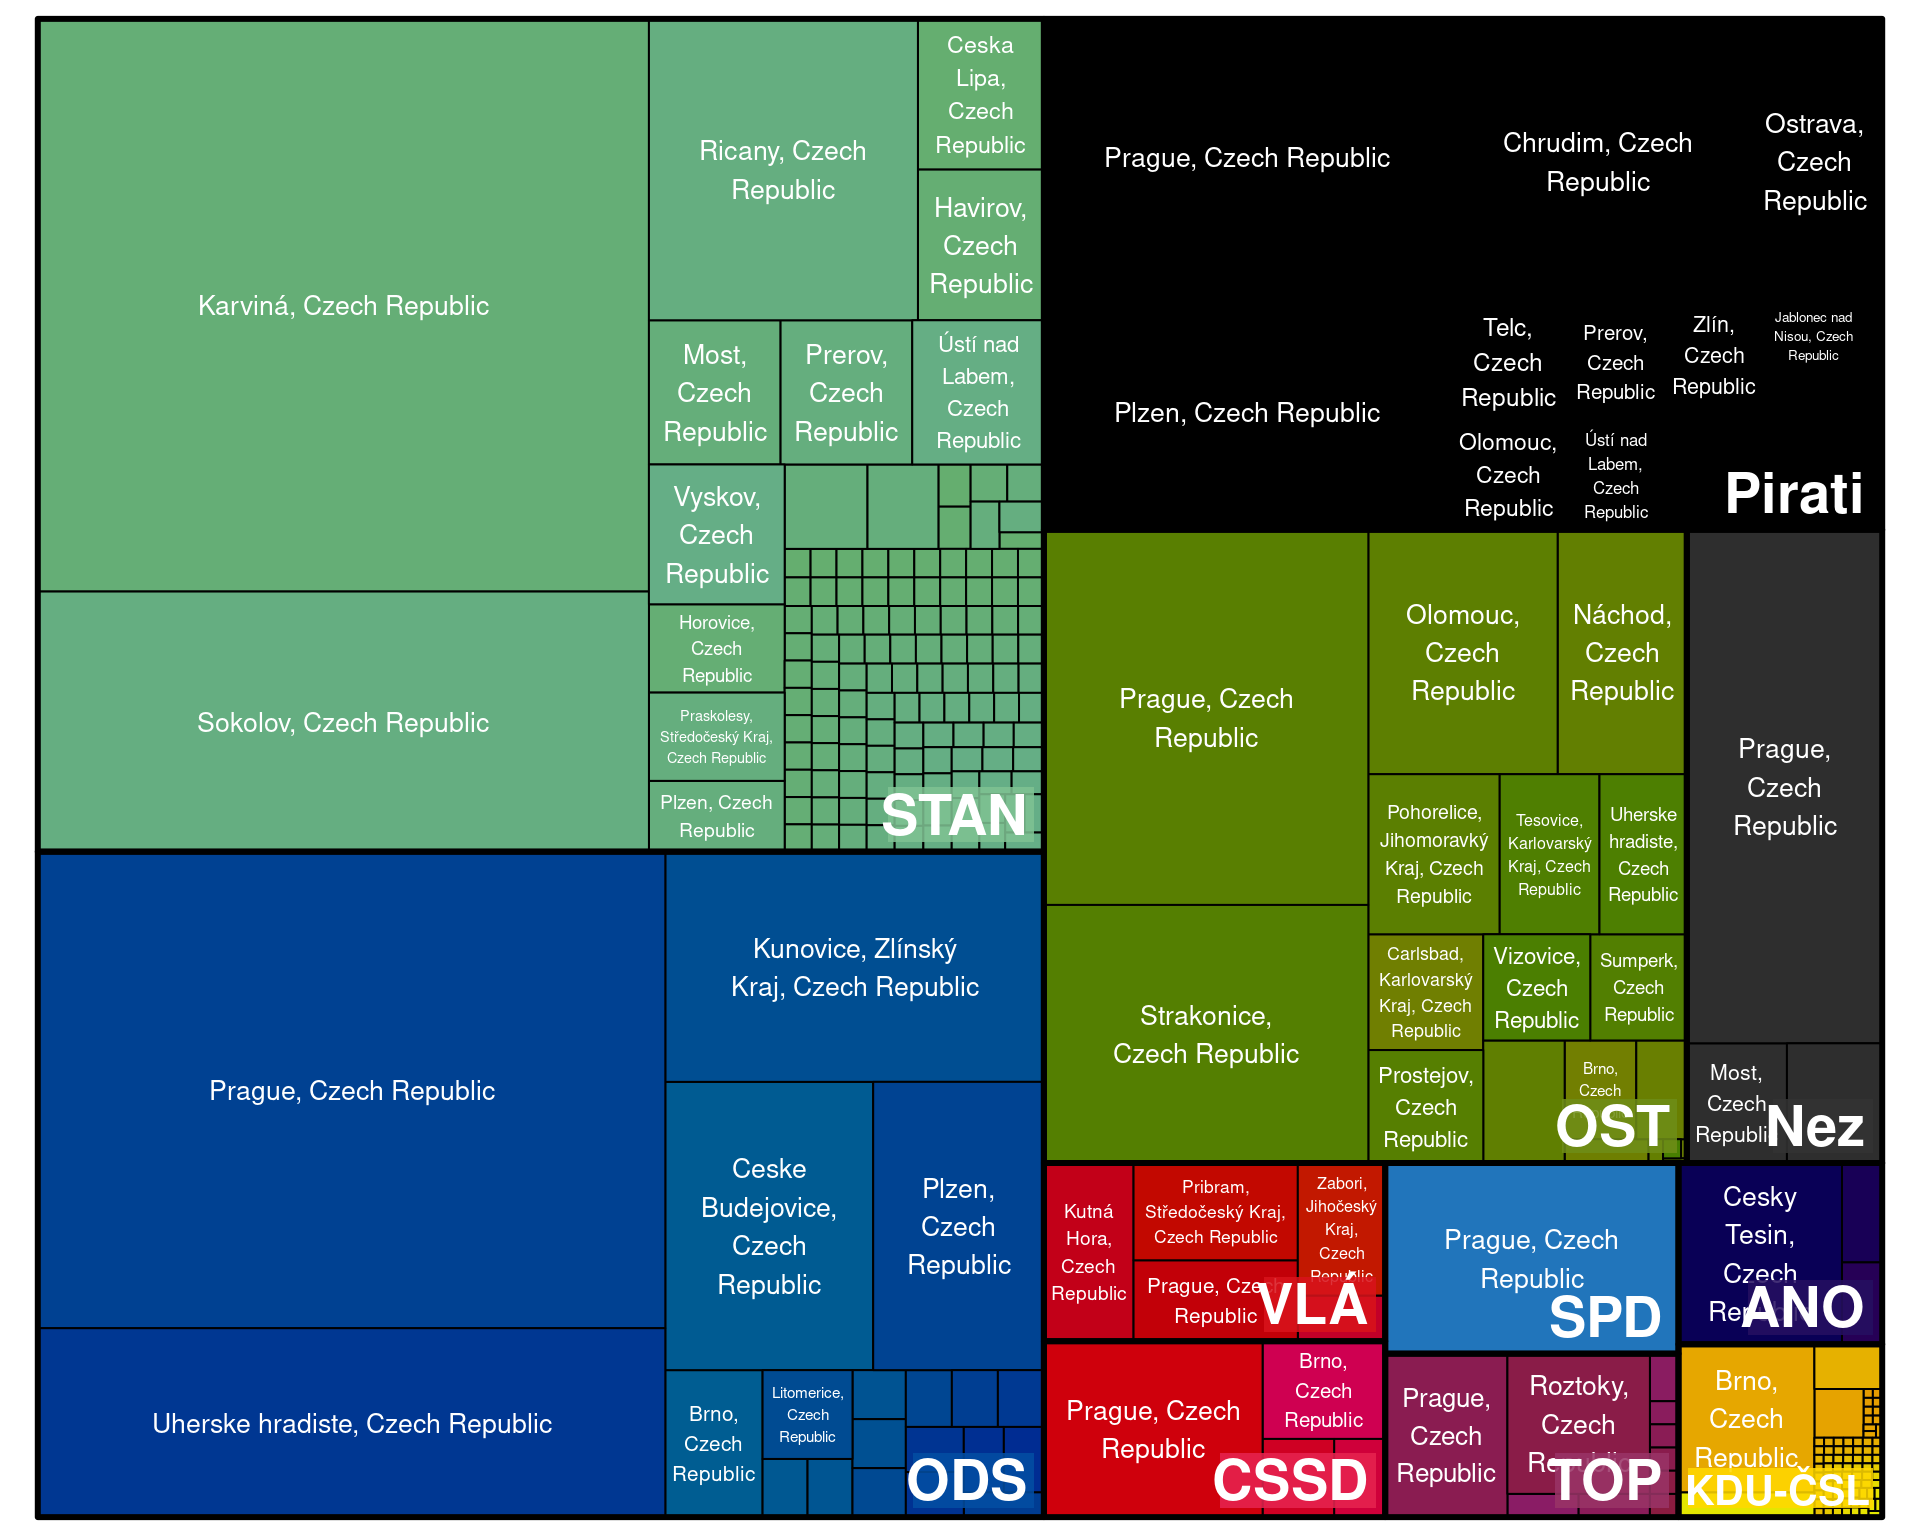 Karviná, Czech Republic
Sokolov, Czech Republic
Ricany, Czech
Republic
Ceska
Lipa,
Czech
Republic
Havirov,
Czech
Republic
Most,
Czech
Republic
Prerov,
Czech
Republic
Ústí nad
Labem,
Czech
Republic
Vyskov,
Czech
Republic
Horovice,
Czech
Republic
Praskolesy,
Středočeský Kraj,
Czech Republic
Plzen, Czech
Republic
STAN
Prague, Czech Republic
Uherske hradiste, Czech Republic
Kunovice, Zlínský
Kraj, Czech Republic
Ceske
Budejovice,
Czech
Republic
Plzen,
Czech
Republic
Brno,
Czech
Republic
Litomerice,
Czech
Republic
ODS
Prague, Czech Republic
Plzen, Czech Republic
Chrudim, Czech
Republic
Ostrava,
Czech
Republic
Telc,
Czech
Republic
Prerov,
Czech
Republic
Zlín,
Czech
Republic
Jablonec nad
Nisou, Czech
Republic
Olomouc,
Czech
Republic
Ústí nad
Labem,
Czech
Republic
Pirati
Prague, Czech
Republic
Strakonice,
Czech Republic
Olomouc,
Czech
Republic
Náchod,
Czech
Republic
Pohorelice,
Jihomoravký
Kraj, Czech
Republic
Tesovice,
Karlovarský
Kraj, Czech
Republic
Uherske
hradiste,
Czech
Republic
Carlsbad,
Karlovarský
Kraj, Czech
Republic
Vizovice,
Czech
Republic
Sumperk,
Czech
Republic
Prostejov,
Czech
Republic
Brno,
Czech
OST
Prague,
Czech
Republic
Most,
Czech
Republic
Nez
Kutná
Hora,
Czech
Republic
Pribram,
Středočeský Kraj,
Czech Republic
Prague, Czech
Republic
Zabori,
Jihočeský
Kraj,
Czech
Republic
VLÁ
Prague, Czech
Republic
SPD
Cesky
Tesin,
Czech
Republic
ANO
Prague, Czech
Republic
Brno,
Czech
Republic
CSSD
Prague,
Czech
Republic
Roztoky,
Czech
Republic
TOP
Brno,
Czech
Republic
KDU-ČSL